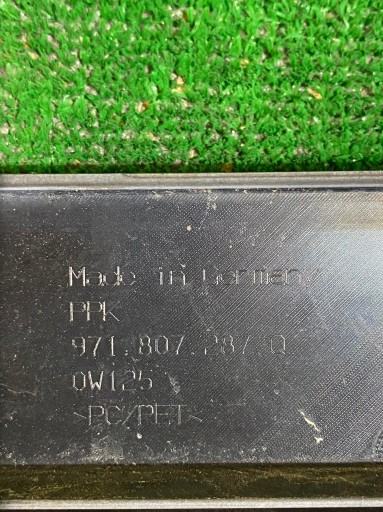 Made in Germany
PPK
971.807.287.Q
0W125
>PC/PET<